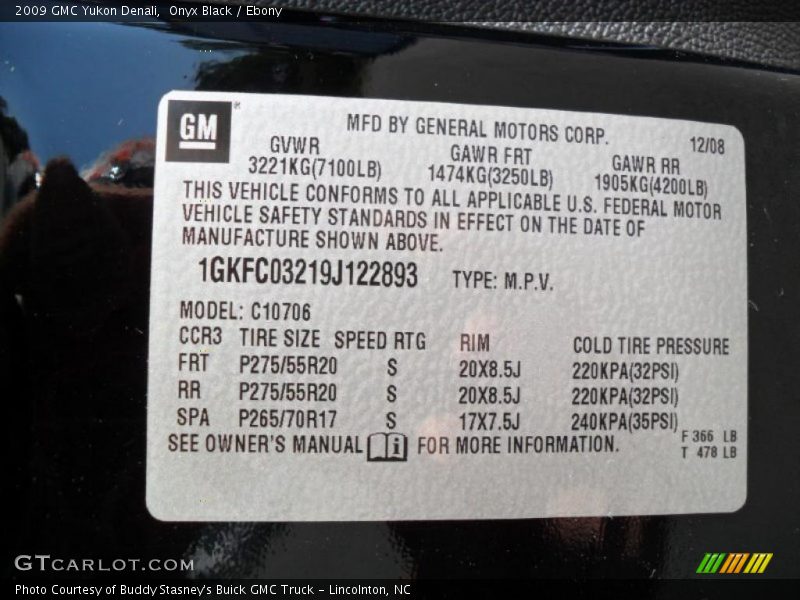 2009 GMC Yukon Denali, Onyx Black / Ebony
GM
MFD BY GENERAL MOTORS CORP. 12/08
GVWR GAWR FRT GAWR RR
3221KG(7100LB) 1474KG(3250LB) 1905KG(4200LB)
THIS VEHICLE CONFORMS TO ALL APPLICABLE U.S. FEDERAL MOTOR
VEHICLE SAFETY STANDARDS IN EFFECT ON THE DATE OF
MANUFACTURE SHOWN ABOVE.
1GKFC03219J122893 TYPE: M.P.V.
MODEL: C10706
CCR3 TIRE SIZE SPEED RTG RIM COLD TIRE PRESSURE
FRT P275/55R20 S 20X8.5J 220KPA(32PSI)
RR P275/55R20 S 20X8.5J 220KPA(32PSI)
SPA P265/70R17 S 17X7.5J 240KPA(35PSI)
SEE OWNER'S MANUAL i FOR MORE INFORMATION.
F 366 LB
T 478 LB
GTcarlot.com
Photo Courtesy of Buddy Stasney's Buick GMC Truck - Lincolnton, NC